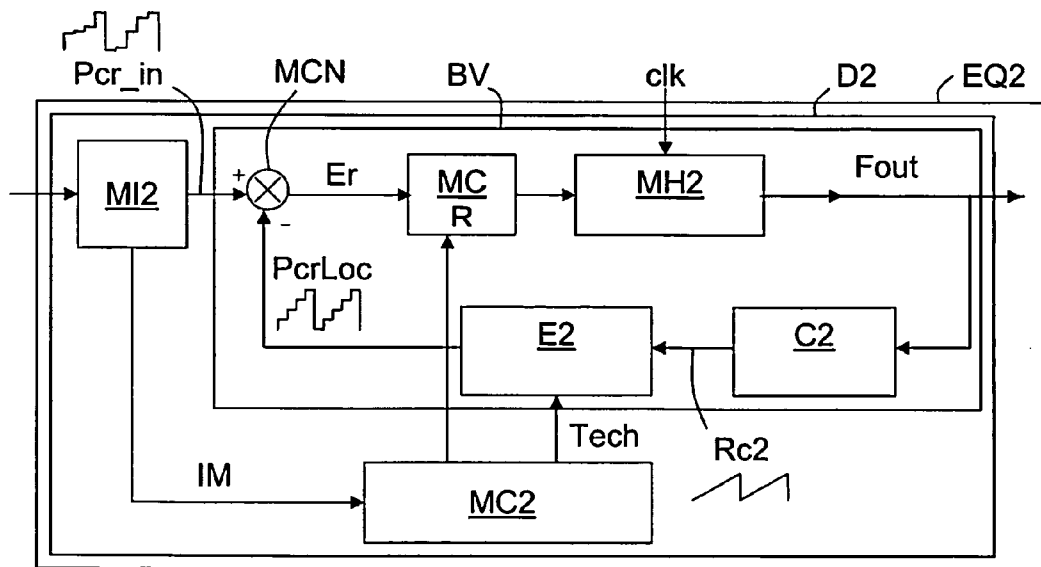 Pcr_in
MCN
BV
clk
D2
EQ2
MI2
+
-
Er
MC
R
MH2
Fout
PcrLoc
E2
C2
Tech
Rc2
IM
MC2